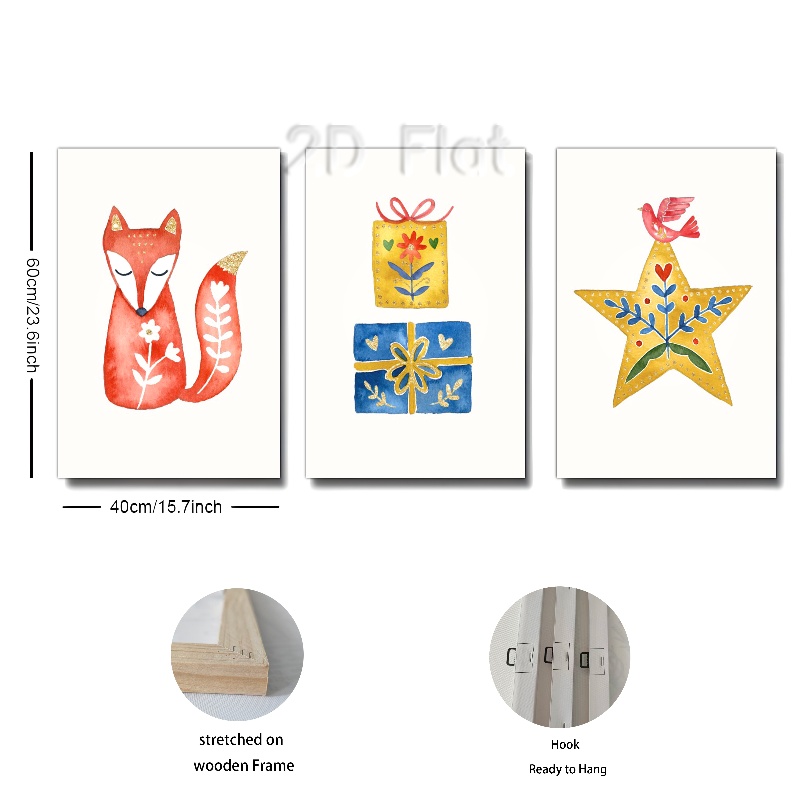 2D Flat
60cm/23.6inch
40cm/15.7inch
stretched on
wooden Frame
Hook
Ready to Hang